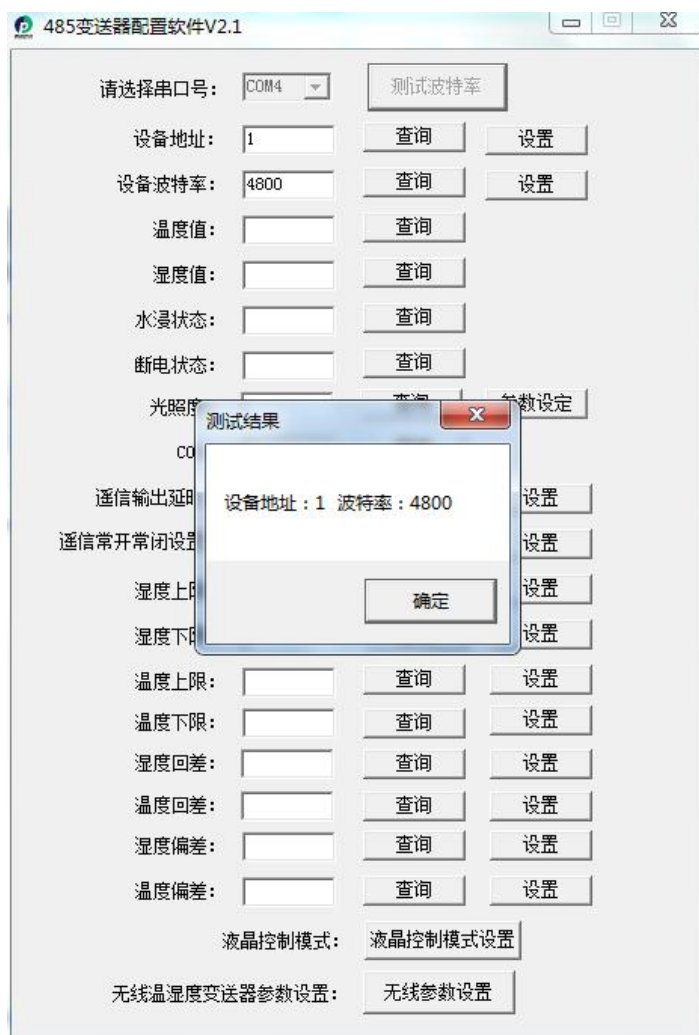 485变送器配置软件V2.1
请选择串口号： COM4 测试波特率
设备地址： 1 查询 设置
设备波特率： 4800 查询 设置
温度值： 查询
湿度值： 查询
水浸状态： 查询
断电状态： 查询
光照度 参数设定
测试结果
CO
设备地址：1 波特率：4800
遥信输出延时 设置
遥信常开常闭设置 设置
湿度上限 设置
确定
湿度下限 设置
温度上限： 查询 设置
温度下限： 查询 设置
湿度回差： 查询 设置
温度回差： 查询 设置
湿度偏差： 查询 设置
温度偏差： 查询 设置
液晶控制模式： 液晶控制模式设置
无线温湿度变送器参数设置： 无线参数设置